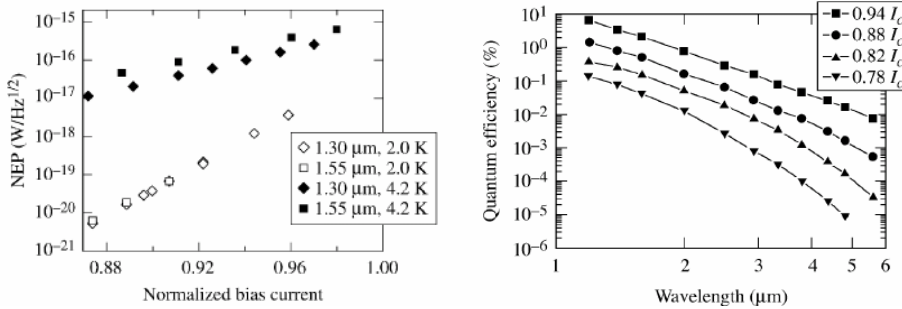 NEP (W/Hz^1/2)
10^−15
10^−16
10^−17
10^−18
10^−19
10^−20
10^−21
0.88
0.92
0.96
1.00
Normalized bias current
1.30 μm, 2.0 K
1.55 μm, 2.0 K
1.30 μm, 4.2 K
1.55 μm, 4.2 K
Quantum efficiency (%)
10^1
10^0
10^−1
10^−2
10^−3
10^−4
10^−5
10^−6
1
2
3
4
5
6
Wavelength (μm)
0.94 I_c
0.88 I_c
0.82 I_c
0.78 I_c